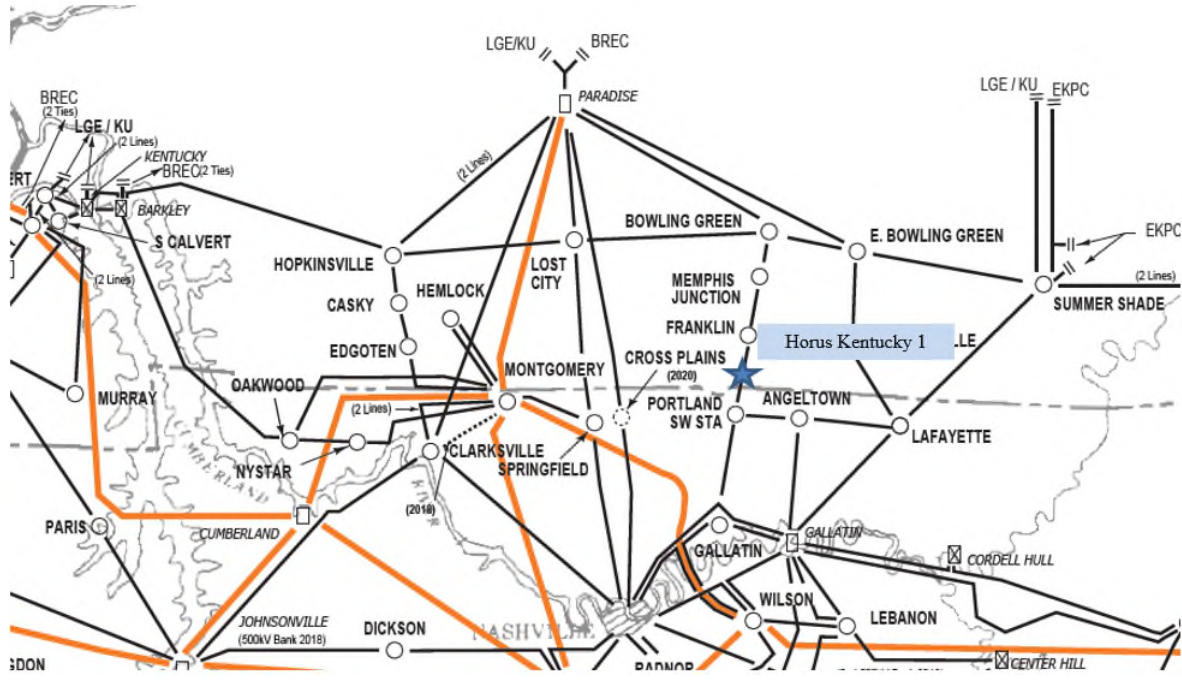 LGE/KU
BREC
PARADISE
LGE / KU
EKPC
BREC
(2 Ties)
LGE / KU
(2 Lines)
KENTUCKY
BREC(2 Ties)
BARKLEY
S CALVERT
(2 Lines)
(2 Lines)
BOWLING GREEN
E. BOWLING GREEN
EKPC
(2 Lines)
HOPKINSVILLE
LOST
CITY
MEMPHIS
JUNCTION
SUMMER SHADE
CASKY
HEMLOCK
FRANKLIN
Horus Kentucky 1
EDGOTEN
MONTGOMERY
CROSS PLAINS
(2020)
OAKWOOD
MURRAY
(2 Lines)
PORTLAND
SW STA
ANGELTOWN
LAFAYETTE
NYSTAR
CLARKSVILLE
SPRINGFIELD
CUMBERLAND
RIVER
(2018)
PARIS
CUMBERLAND
GALLATIN
GALLATIN
CORDELL HULL
JOHNSONVILLE
(500kV Bank 2018)
DICKSON
NASHVILLE
WILSON
LEBANON
RADNOR
CENTER HILL